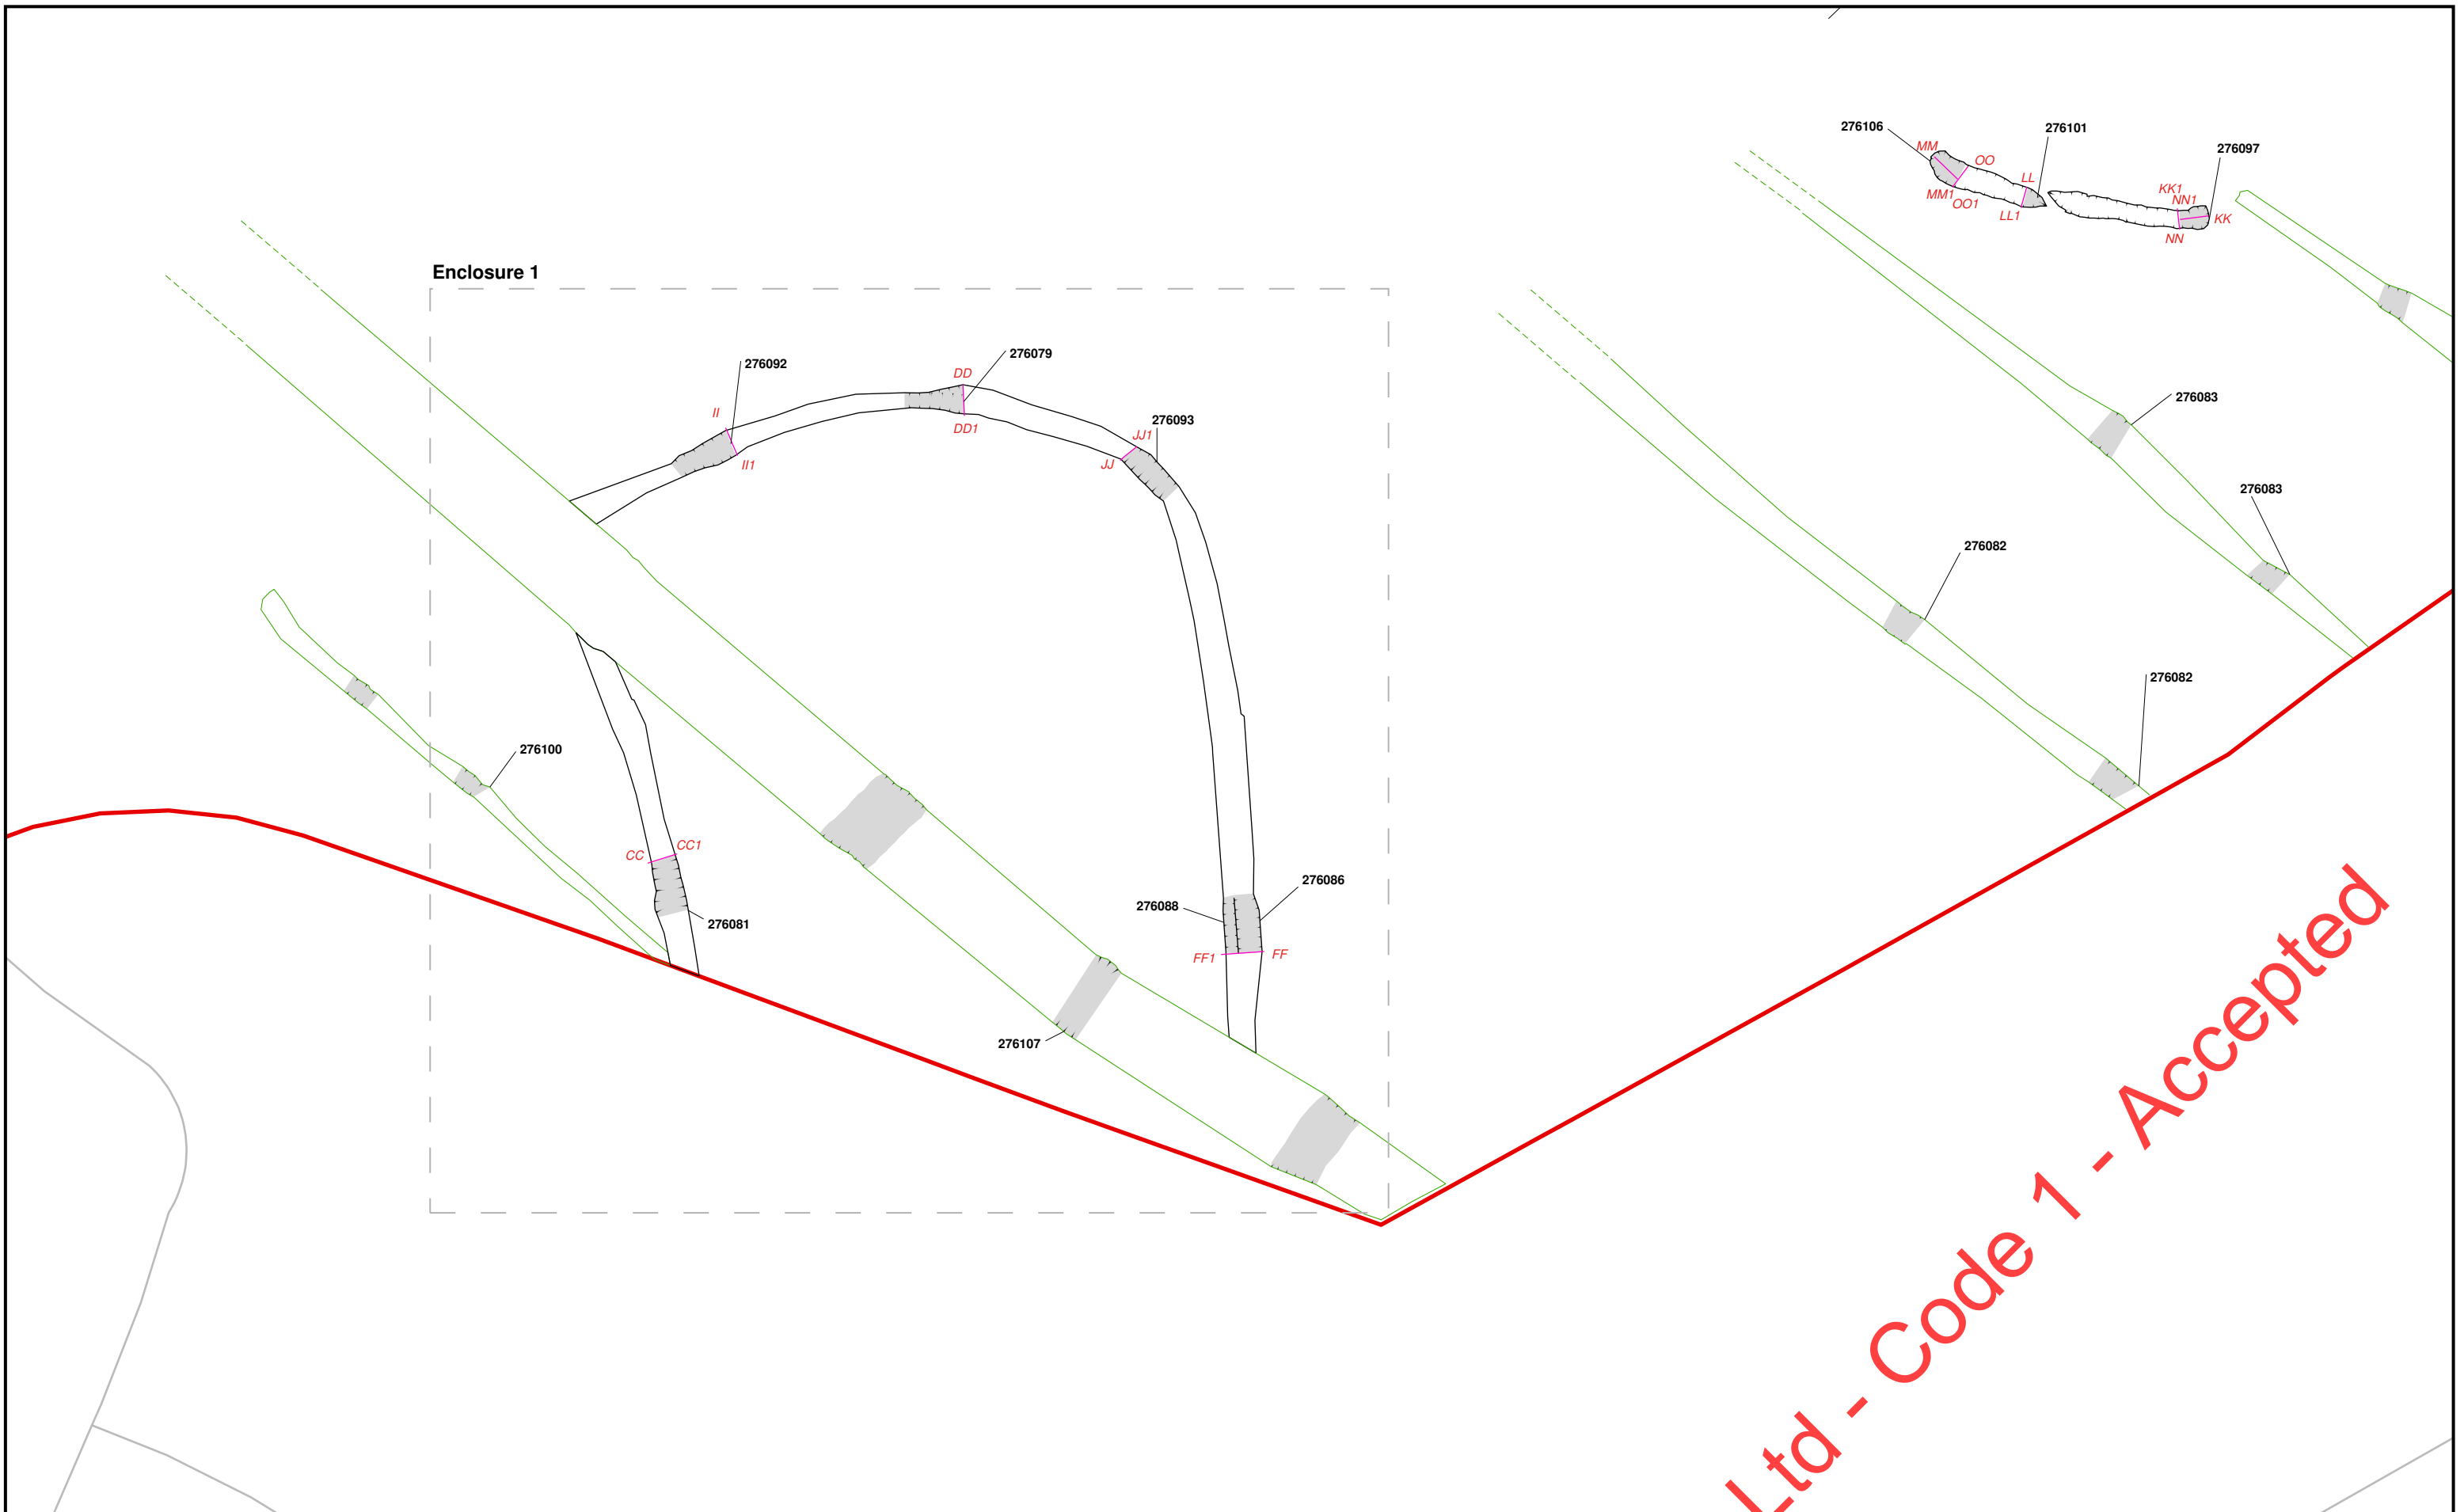 276106
276101
276097
MM
OO
LL
KK1
NN1
KK
MM1
OO1
LL1
NN
Enclosure 1
276079
276092
DD
276083
II
276093
DD1
JJ1
II1
JJ
276083
276082
276082
276100
CC
CC1
276086
276088
276081
FF1
FF
276107
Ltd - Code 1 - Accepted